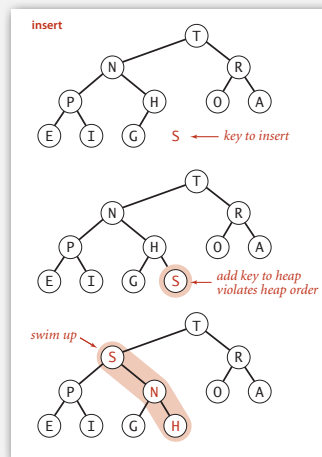 insert
T
N R
P H O A
E I G S key to insert
T
N R
P H O A
E I G S add key to heap
violates heap order
swim up
T
S R
P N O A
E I G H